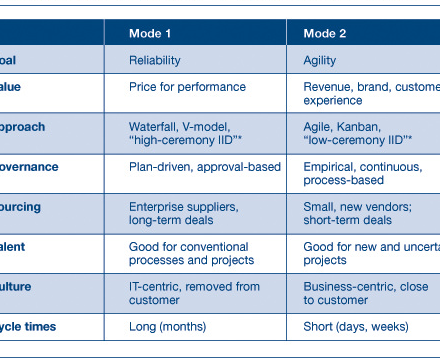 Mode 1 Mode 2
oal Reliability Agility
alue Price for performance Revenue, brand, custome
experience
pproach Waterfall, V-model, Agile, Kanban,
“high-ceremony IID”* “low-ceremony IID”*
overnance Plan-driven, approval-based Empirical, continuous,
process-based
ourcing Enterprise suppliers, Small, new vendors;
long-term deals short-term deals
alent Good for conventional Good for new and uncerta
processes and projects projects
ulture IT-centric, removed from Business-centric, close
customer to customer
ycle times Long (months) Short (days, weeks)